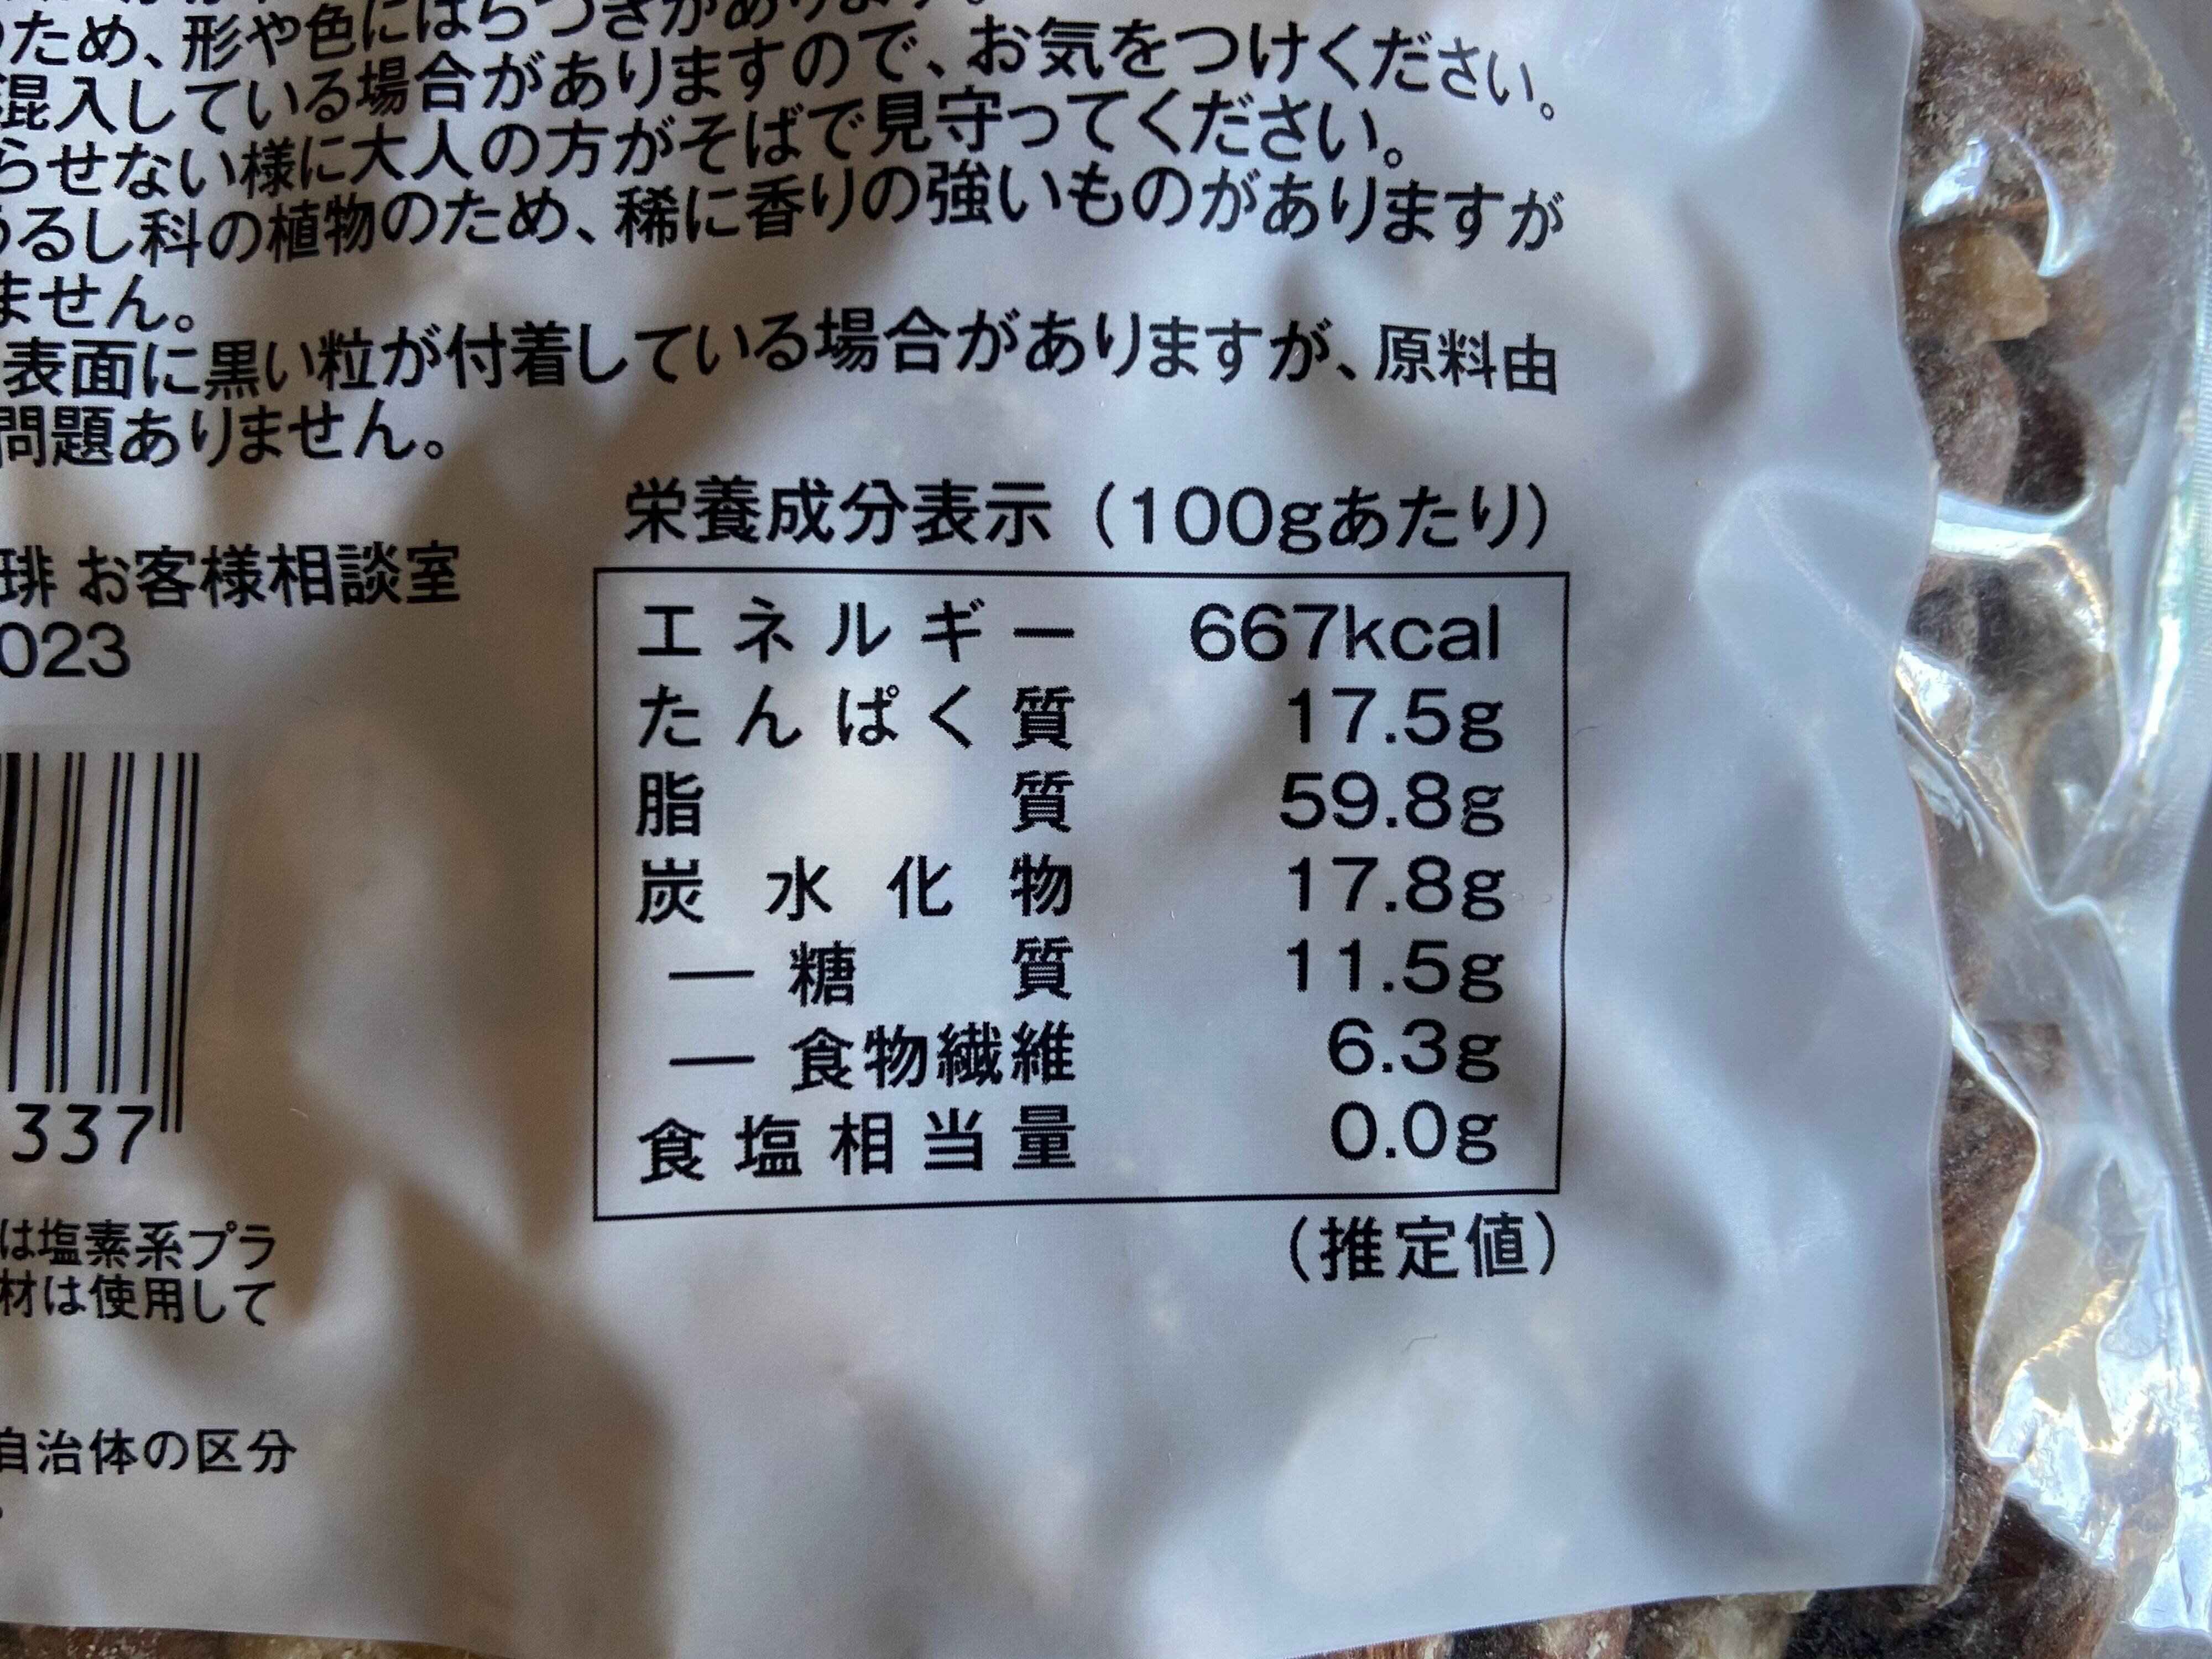 ため、形や色にばらつきがあります。
混入している場合がありますので、お気をつけください。
らせない様に大人の方がそばで見守ってください。
うるし科の植物のため、稀に香りの強いものがありますが
ません。
表面に黒い粒が付着している場合がありますが、原料由
問題ありません。
栄養成分表示（100gあたり）
琲 お客様相談室
023
エネルギー 667kcal
たんぱく質 17.5g
脂質 59.8g
炭水化物 17.8g
― 糖質 11.5g
― 食物繊維 6.3g
食塩相当量 0.0g
（推定値）
337
は塩素系プラ
材は使用して
自治体の区分